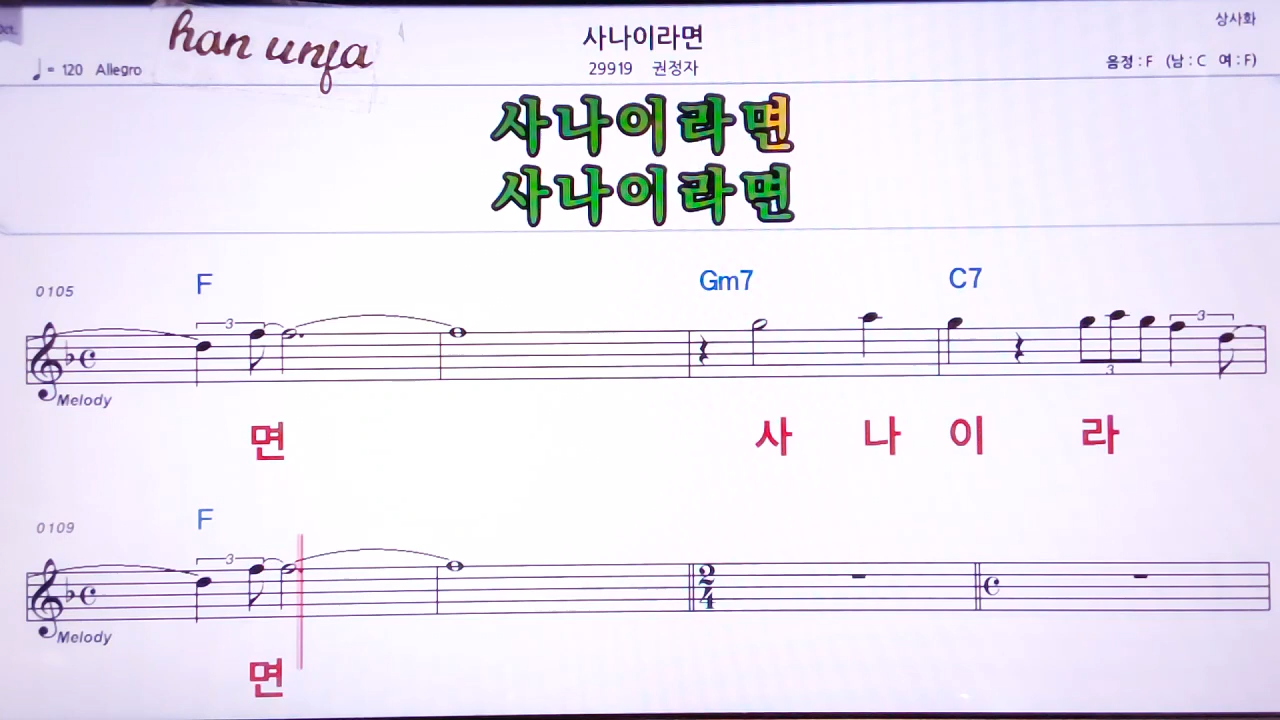 han unja
사나이라면
상사화
= 120 Allegro
29919 권정자
음정 : F (남 : C 여 : F)
사나이라면
사나이라면
0105 F Gm7 C7
3 3
3
Melody
면 사 나 이 라
0109 F
3
2
4
Melody
면